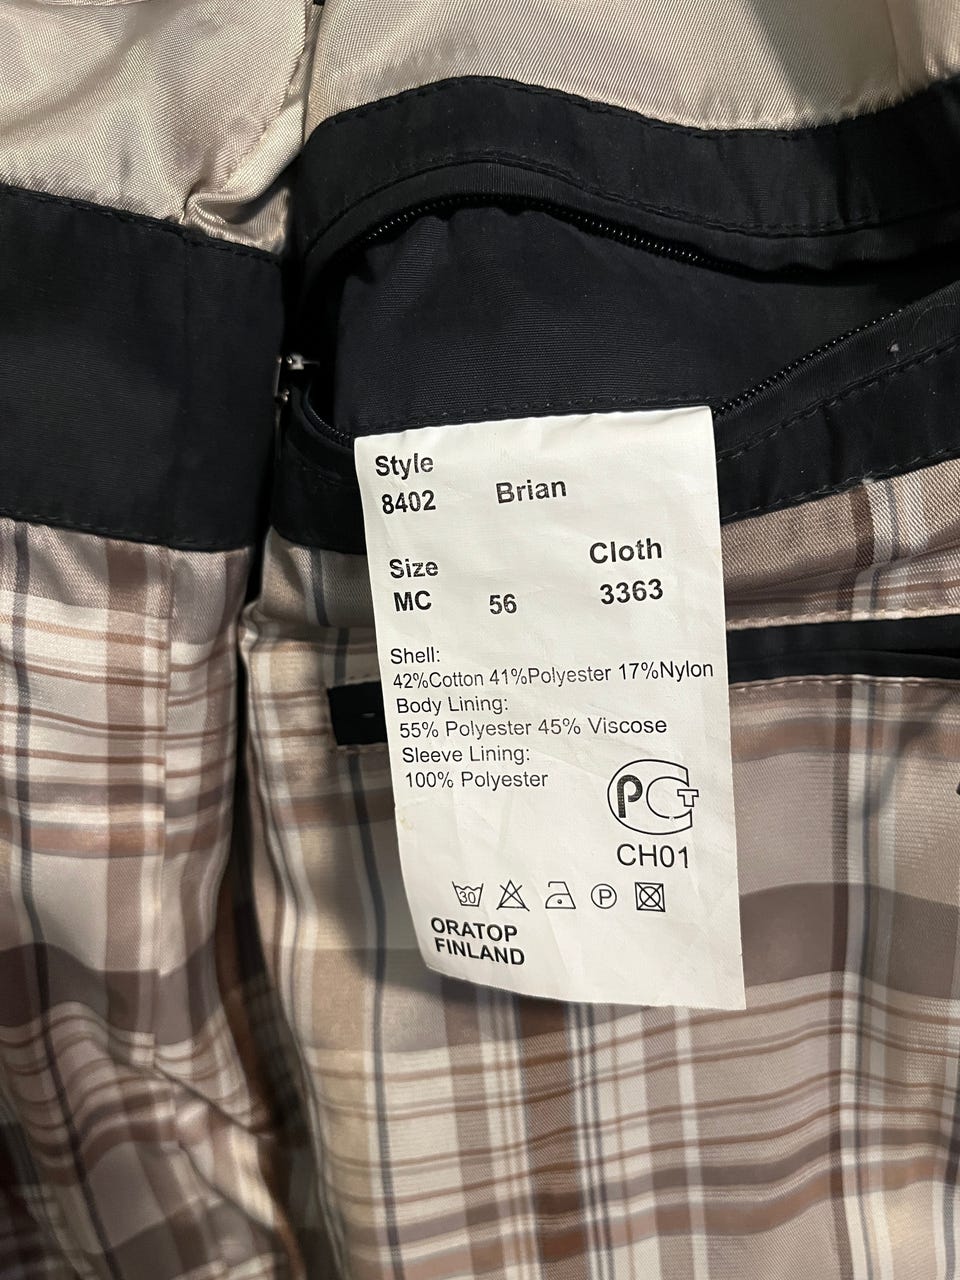 Style
8402 Brian
Size Cloth
MC 56 3363
Shell:
42%Cotton 41%Polyester 17%Nylon
Body Lining:
55% Polyester 45% Viscose
Sleeve Lining:
100% Polyester
РСТ
CH01
30 P
ORATOP
FINLAND